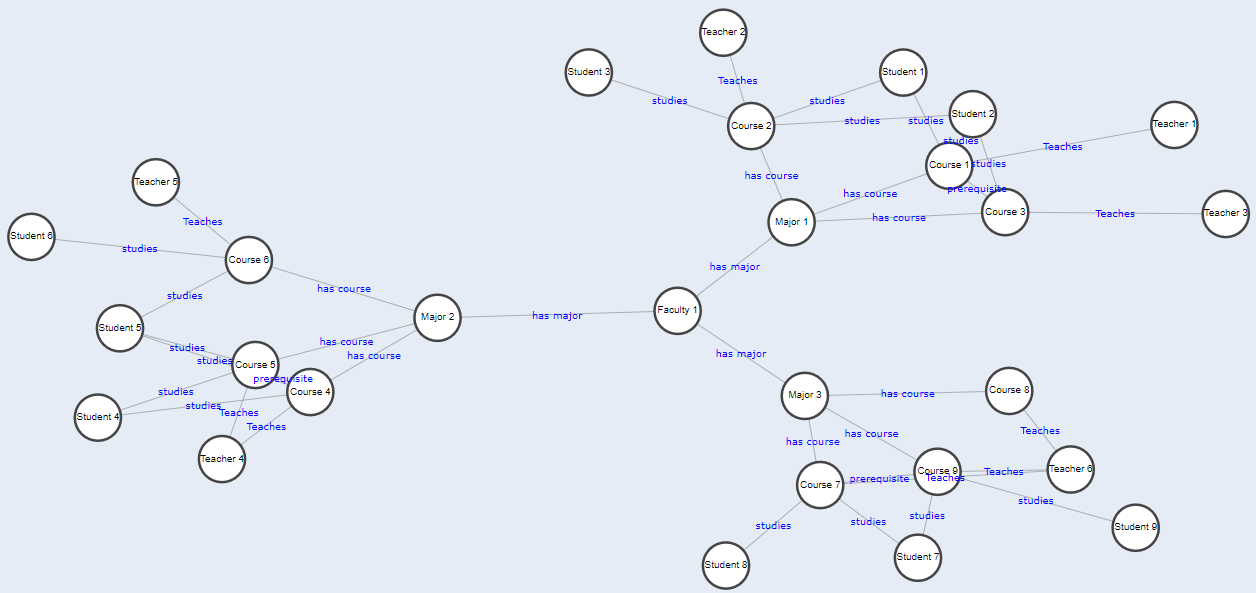 Teacher 2
Student 3
Student 1
Teaches
studies
studies
Student 2
studies
studies
Course 2
Teacher 1
studies
Teaches
Course 1
studies
has course
Teacher 5
prerequisite
has course
Course 3
Teaches
Teacher 3
has course
Major 1
Teaches
Student 6
studies
Course 6
has major
has course
studies
Faculty 1
has major
Major 2
Student 5
has course
studies
has course
has major
studies
Course 5
prerequisite
Course 4
studies
studies
Teaches
Student 4
Teaches
Teacher 4
Major 3
has course
Course 8
has course
Teaches
has course
Course 9
Teaches
Teacher 6
prerequisite
Teaches
Course 7
studies
studies
studies
studies
Student 9
Student 7
Student 8